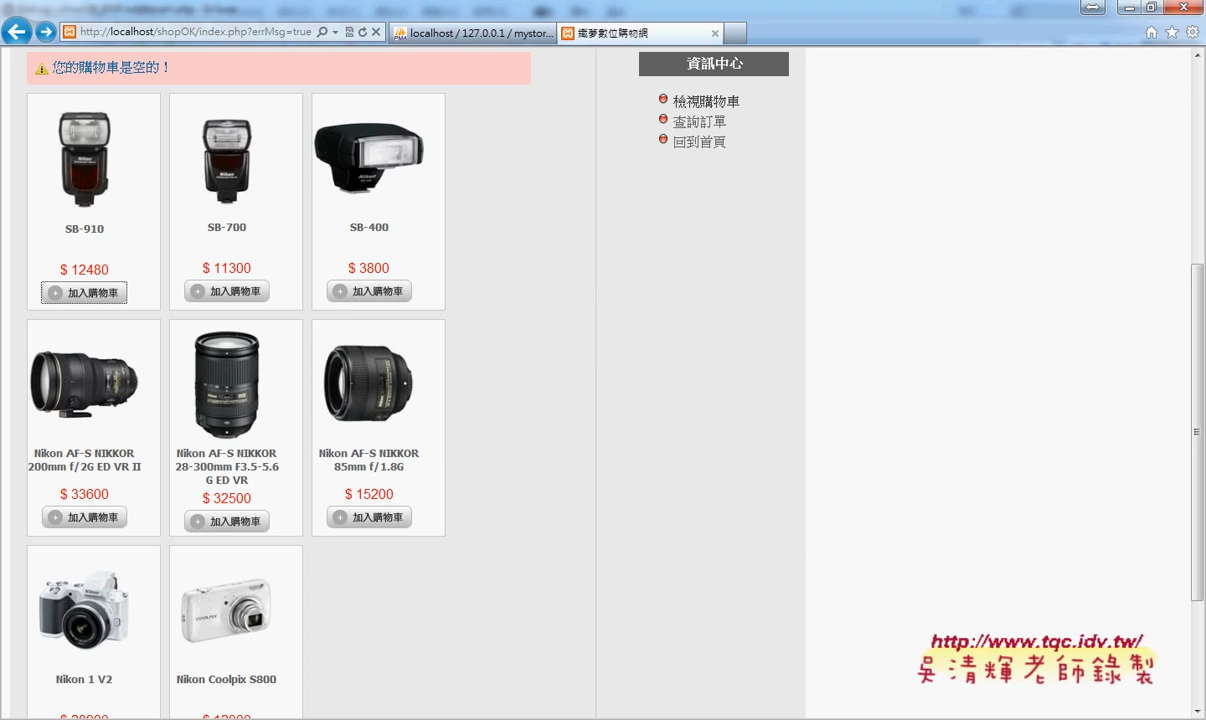 http://localhost/shopOK/index.php?errMsg=true
localhost / 127.0.0.1 / mystor...
織夢數位購物網
您的購物車是空的！
資訊中心
檢視購物車
查詢訂單
回到首頁
SB-910
SB-700
SB-400
$ 12480
$ 11300
$ 3800
加入購物車
加入購物車
加入購物車
Nikon AF-S NIKKOR
200mm f/2G ED VR II
Nikon AF-S NIKKOR
28-300mm F3.5-5.6
G ED VR
Nikon AF-S NIKKOR
85mm f/1.8G
$ 33600
$ 32500
$ 15200
加入購物車
加入購物車
加入購物車
COOLPIX
Nikon 1 V2
Nikon Coolpix S800
http://www.tqc.idv.tw/
吳清輝老師錄製